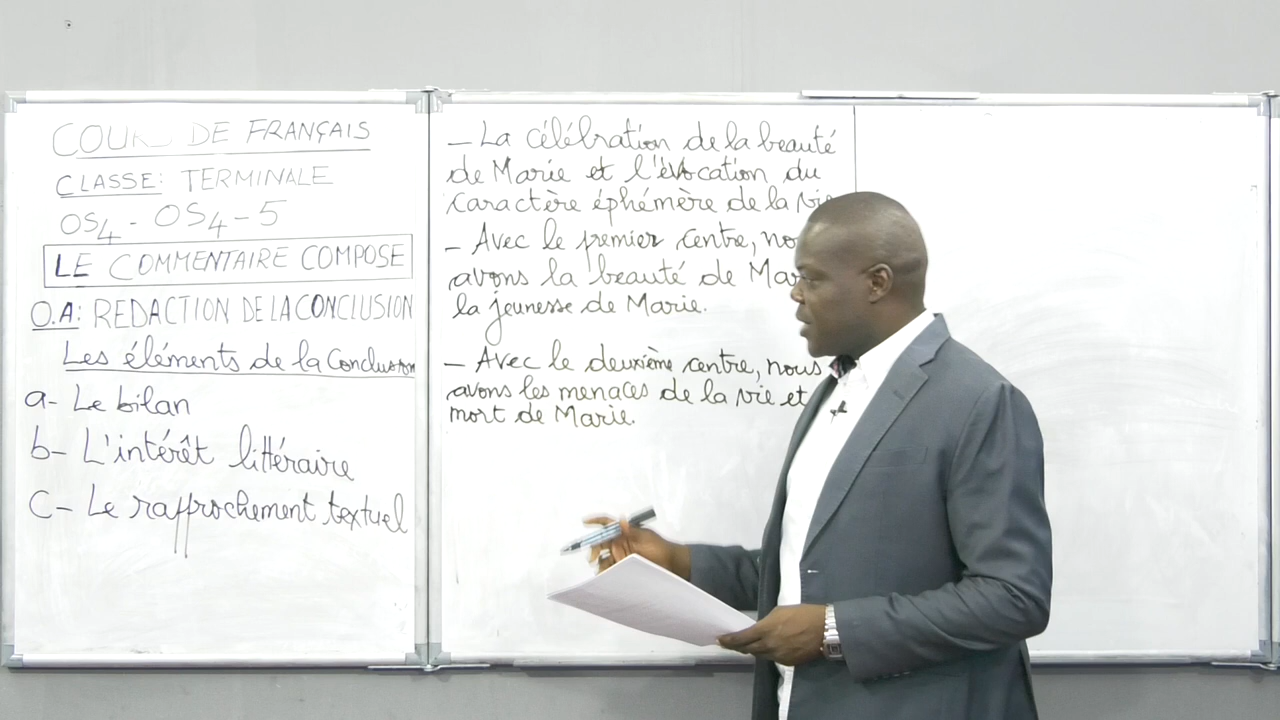 COURS DE FRANÇAIS
CLASSE: TERMINALE
OS4 - OS4-5
LE COMMENTAIRE COMPOSE
O.A: REDACTION DE LA CONCLUSION
Les éléments de la Conclusion
a- Le bilan
b- L'intérêt littéraire
C- Le rapprochement textuel
- La célébration de la beauté
de Marie et l'évocation du
caractère éphémère de la vie
- Avec le premier centre,
avons la beauté de
la jeunesse de Marie.
- Avec le deuxième centre, nous
avons les menaces de la vie et
mort de Marie.